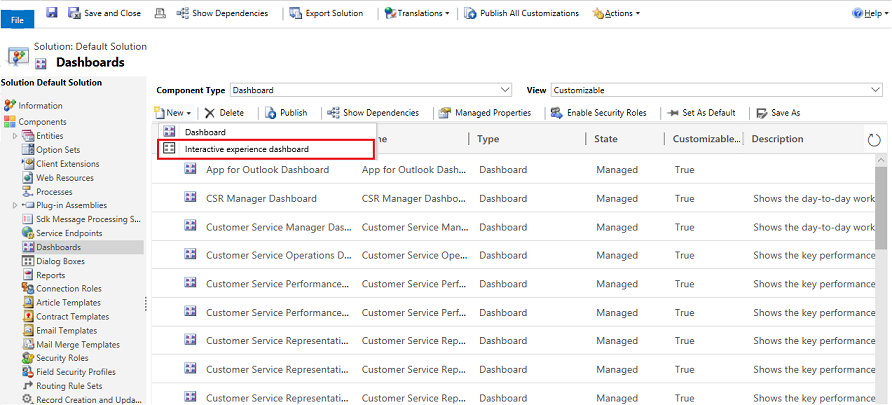 File
Save and Close
Show Dependencies
Export Solution
Translations
Publish All Customizations
Actions
Help
Solution: Default Solution
Dashboards
Solution Default Solution
Information
Components
Entities
Option Sets
Client Extensions
Web Resources
Processes
Plug-in Assemblies
Sdk Message Processing S...
Service Endpoints
Dashboards
Dialog Boxes
Reports
Connection Roles
Article Templates
Contract Templates
Email Templates
Mail Merge Templates
Security Roles
Field Security Profiles
Routing Rule Sets
Record Creation and Upda...
Component Type Dashboard
View Customizable
New
Delete
Publish
Show Dependencies
Managed Properties
Enable Security Roles
Set As Default
Save As
Dashboard
Interactive experience dashboard
Type State Customizable... Description
App for Outlook Dashboard App for Outlook Dash... Dashboard Managed True
CSR Manager Dashboard CSR Manager Dashbo... Dashboard Managed True Shows the day-to-day work
Customer Service Manager Das... Customer Service Man... Dashboard Managed True Shows the day-to-day work
Customer Service Operations D... Customer Service Ope... Dashboard Managed True Shows the key performance
Customer Service Performance... Customer Service Perf... Dashboard Managed True Shows the key performance
Customer Service Performance... Customer Service Perf... Dashboard Managed True Shows the key performance
Customer Service Representati... Customer Service Rep... Dashboard Managed True Shows the key performance
Customer Service Representati... Customer Service Rep... Dashboard Managed True Shows the key performance
Customer Service Representati... Customer Service Rep... Dashboard Managed True Shows the key performance